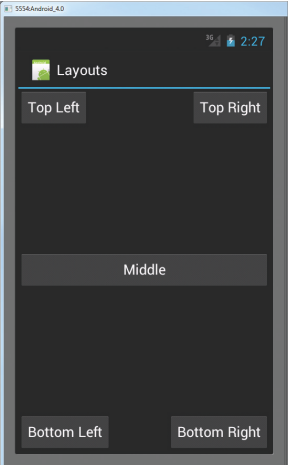 5554:Android_4.0
3G 2:27
Layouts
Top Left Top Right
Middle
Bottom Left Bottom Right